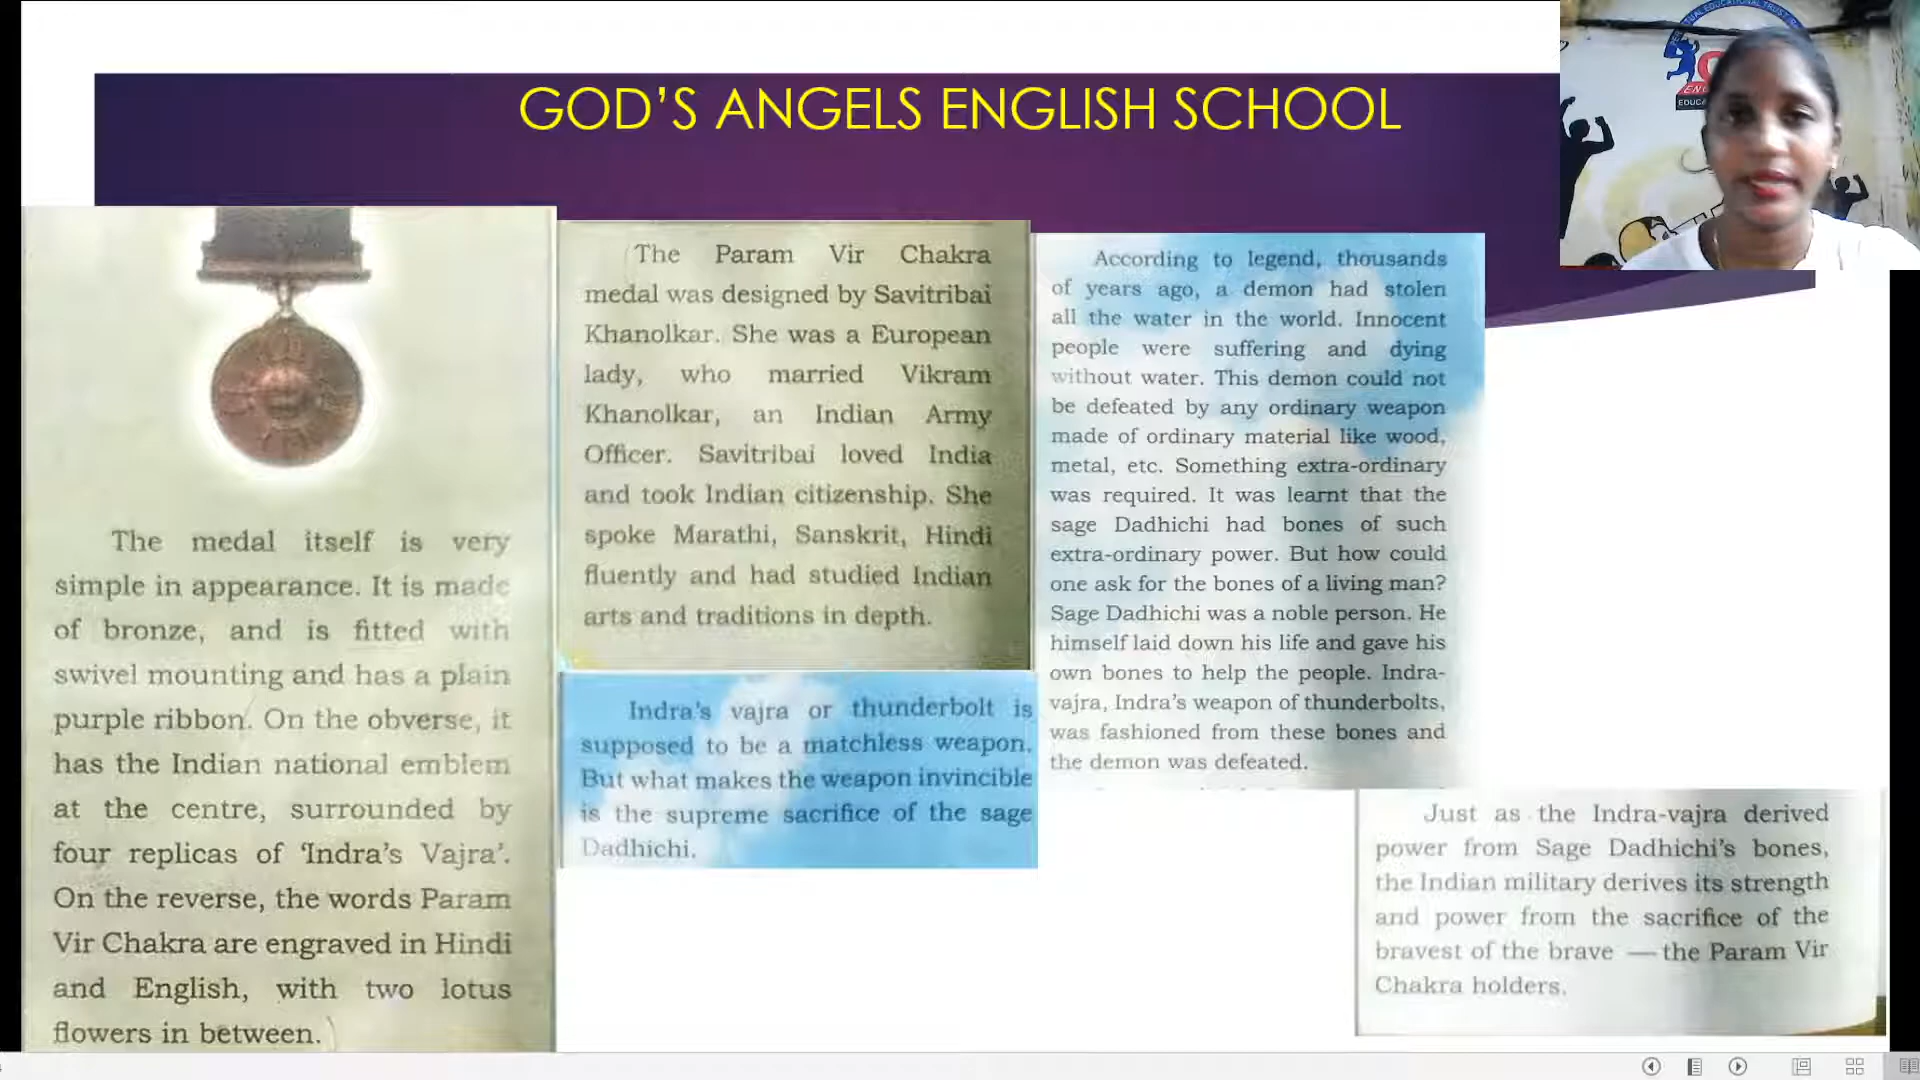 GOD’S ANGELS ENGLISH SCHOOL
The medal itself is very
simple in appearance. It is made
of bronze, and is fitted with
swivel mounting and has a plain
purple ribbon. On the obverse, it
has the Indian national emblem
at the centre, surrounded by
four replicas of ‘Indra’s Vajra’.
On the reverse, the words Param
Vir Chakra are engraved in Hindi
and English, with two lotus
flowers in between.
The Param Vir Chakra
medal was designed by Savitribai
Khanolkar. She was a European
lady, who married Vikram
Khanolkar, an Indian Army
Officer. Savitribai loved India
and took Indian citizenship. She
spoke Marathi, Sanskrit, Hindi
fluently and had studied Indian
arts and traditions in depth.
Indra’s vajra or thunderbolt is
supposed to be a matchless weapon.
But what makes the weapon invincible
is the supreme sacrifice of the sage
Dadhichi.
According to legend, thousands
of years ago, a demon had stolen
all the water in the world. Innocent
people were suffering and dying
without water. This demon could not
be defeated by any ordinary weapon
made of ordinary material like wood,
metal, etc. Something extra-ordinary
was required. It was learnt that the
sage Dadhichi had bones of such
extra-ordinary power. But how could
one ask for the bones of a living man?
Sage Dadhichi was a noble person. He
himself laid down his life and gave his
own bones to help the people. Indra-
vajra, Indra’s weapon of thunderbolts,
was fashioned from these bones and
the demon was defeated.
Just as the Indra-vajra derived
power from Sage Dadhichi’s bones,
the Indian military derives its strength
and power from the sacrifice of the
bravest of the brave — the Param Vir
Chakra holders.